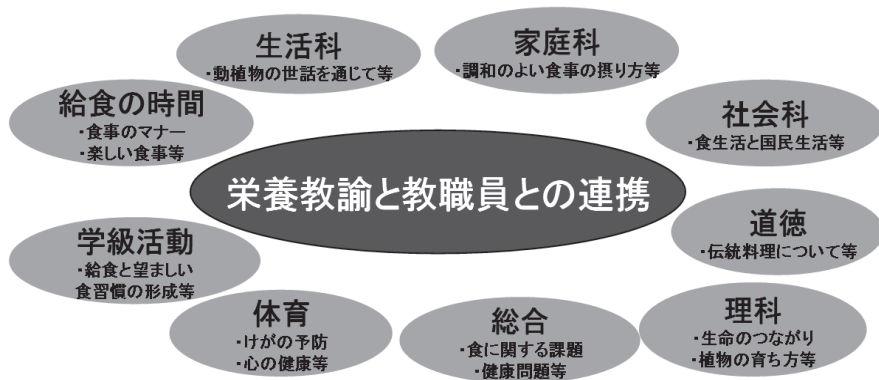 生活科
・動植物の世話を通じて等
家庭科
・調和のよい食事の摂り方等
給食の時間
・食事のマナー
・楽しい食事等
社会科
・食生活と国民生活等
栄養教諭と教職員との連携
道徳
・伝統料理について等
学級活動
・給食と望ましい
食習慣の形成等
体育
・けがの予防
・心の健康等
総合
・食に関する課題
・健康問題等
理科
・生命のつながり
・植物の育ち方等